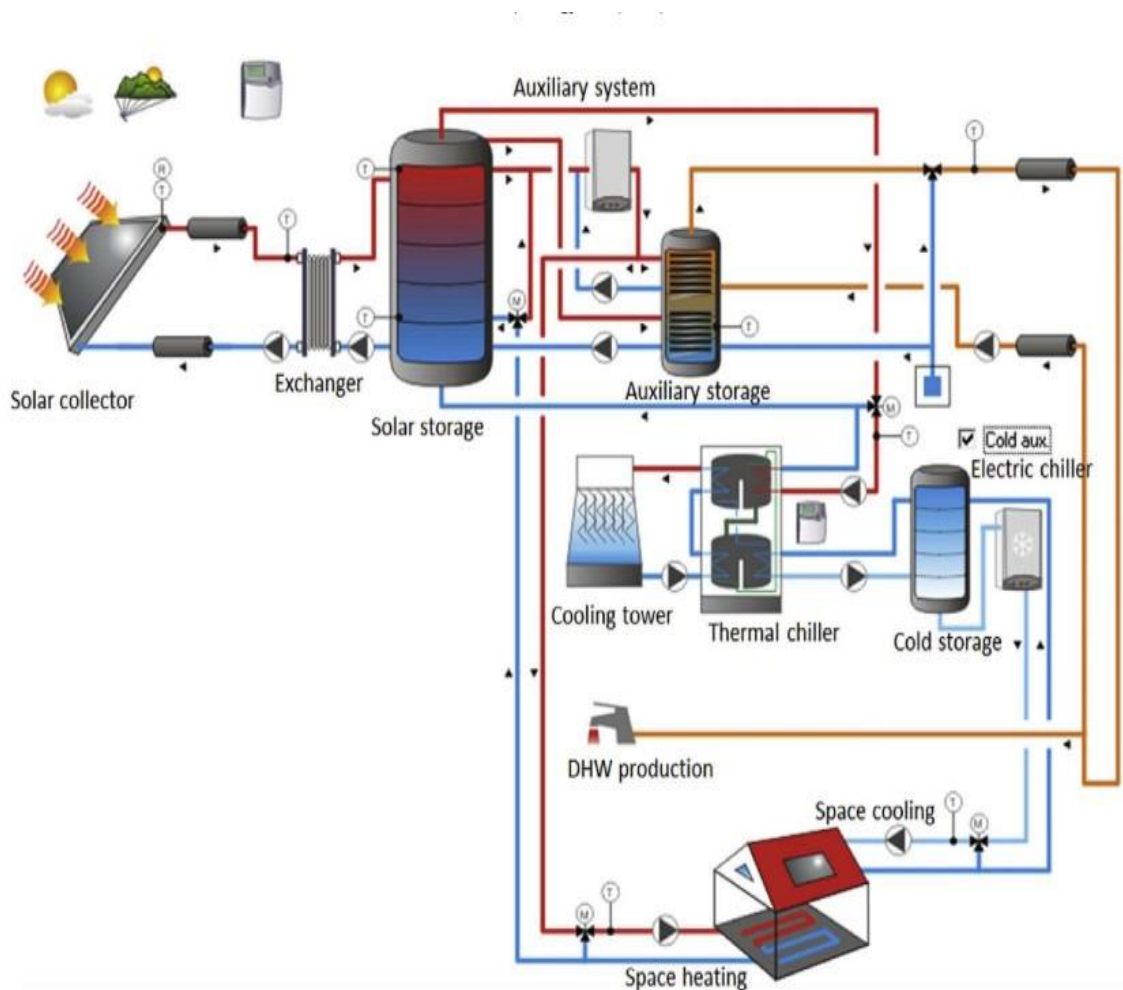 Auxiliary system
T
T
R
T
T
M
T
T
Exchanger
Solar collector
Solar storage
Auxiliary storage
M
T
Cold aux.
Electric chiller
Cooling tower
Thermal chiller
Cold storage
DHW production
Space cooling
T
M
M
T
Space heating